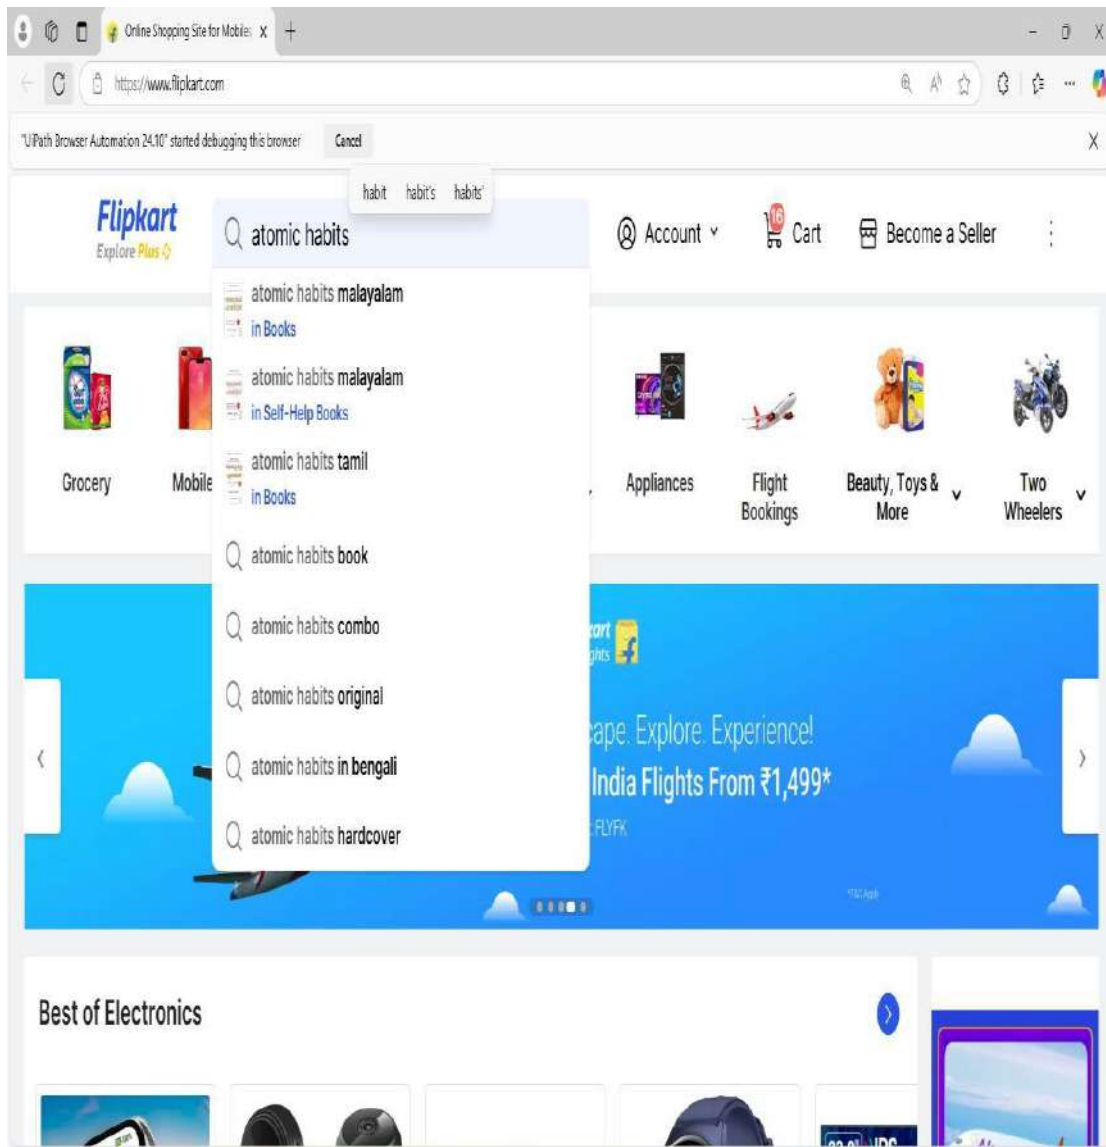 Online Shopping Site for Mobiles
https://www.flipkart.com
"UiPath Browser Automation 24.10" started debugging this browser
Cancel
habit habit's habits'
Flipkart
Explore Plus
atomic habits
Account
16
Cart
Become a Seller
atomic habits malayalam
in Books
atomic habits malayalam
in Self-Help Books
atomic habits tamil
in Books
atomic habits book
atomic habits combo
atomic habits original
atomic habits in bengali
atomic habits hardcover
Grocery
Mobile
Appliances
Flight
Bookings
Beauty, Toys &
More
Two
Wheelers
cape. Explore. Experience!
India Flights From ₹1,499*
FLYFK
*T&C Apply
Best of Electronics